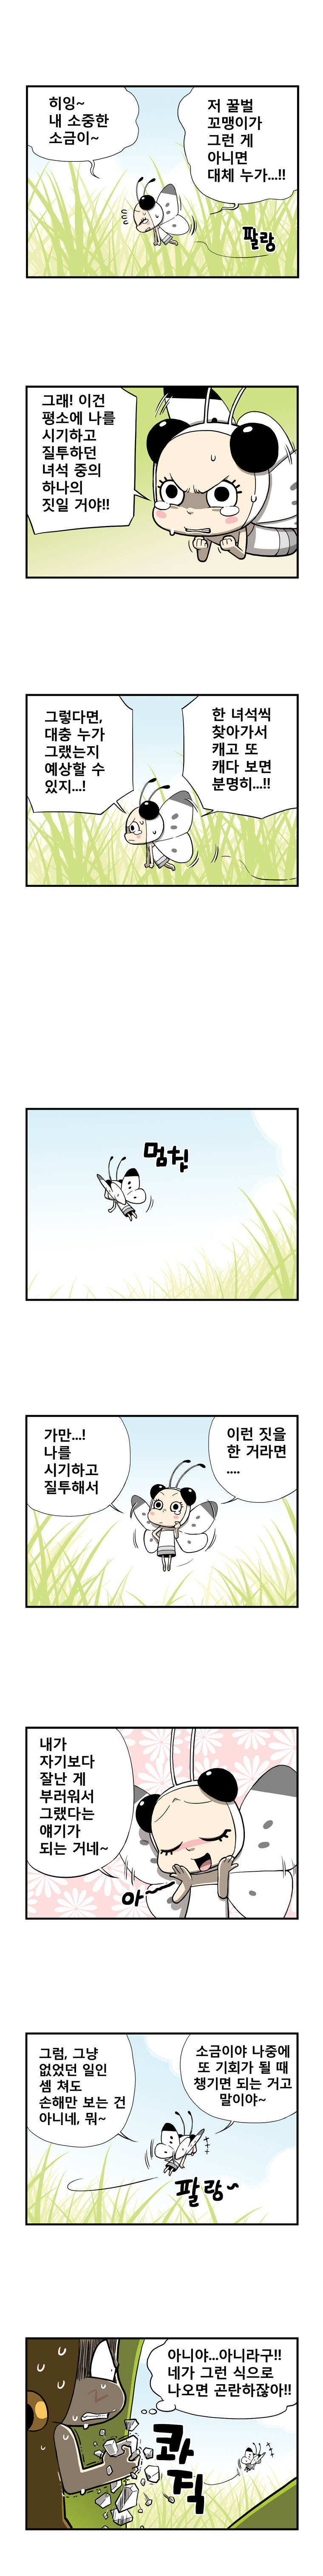 히잉~
내 소중한
소금이~
저 꿀벌
꼬맹이가
그런 게
아니면
대체 누가...!!
팔랑
그래! 이건
평소에 나를
시기하고
질투하던
녀석 중의
하나의
짓일 거야!!
그렇다면,
대충 누가
그랬는지
예상할 수
있지...!
한 녀석씩
찾아가서
캐고 또
캐다 보면
분명히...!!
멈칫
가만...!
나를
시기하고
질투해서
이런 짓을
한 거라면
....
내가
자기보다
잘난 게
부러워서
그랬다는
얘기가
되는 거네~
아~
그럼, 그냥
없었던 일인
셈 쳐도
손해만 보는 건
아니네, 뭐~
소금이야 나중에
또 기회가 될 때
챙기면 되는 거고
말이야~
팔랑~
아니야...아니라구!!
네가 그런 식으로
나오면 곤란하잖아!!
콰
직